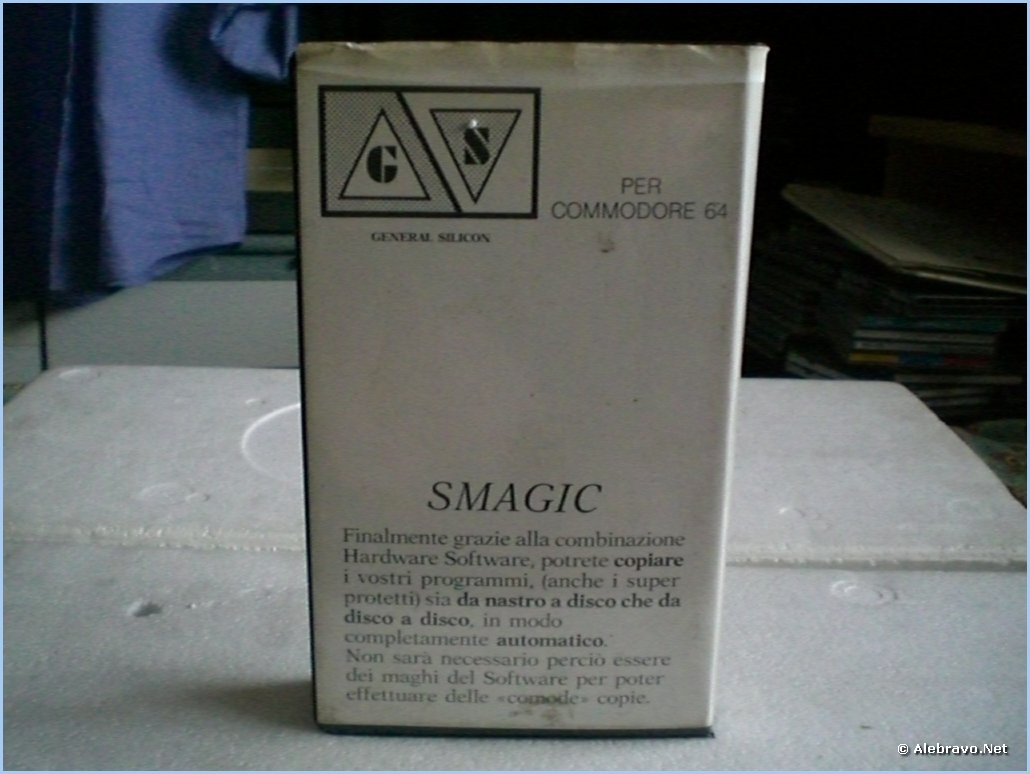 G S
GENERAL SILICON
PER
COMMODORE 64
SMAGIC
Finalmente grazie alla combinazione
Hardware Software, potrete copiare
i vostri programmi, (anche i super
protetti) sia da nastro a disco che da
disco a disco, in modo
completamente automatico.
Non sarà necessario perciò essere
dei maghi del Software per poter
effettuare delle «comode» copie.
© Alebravo.Net